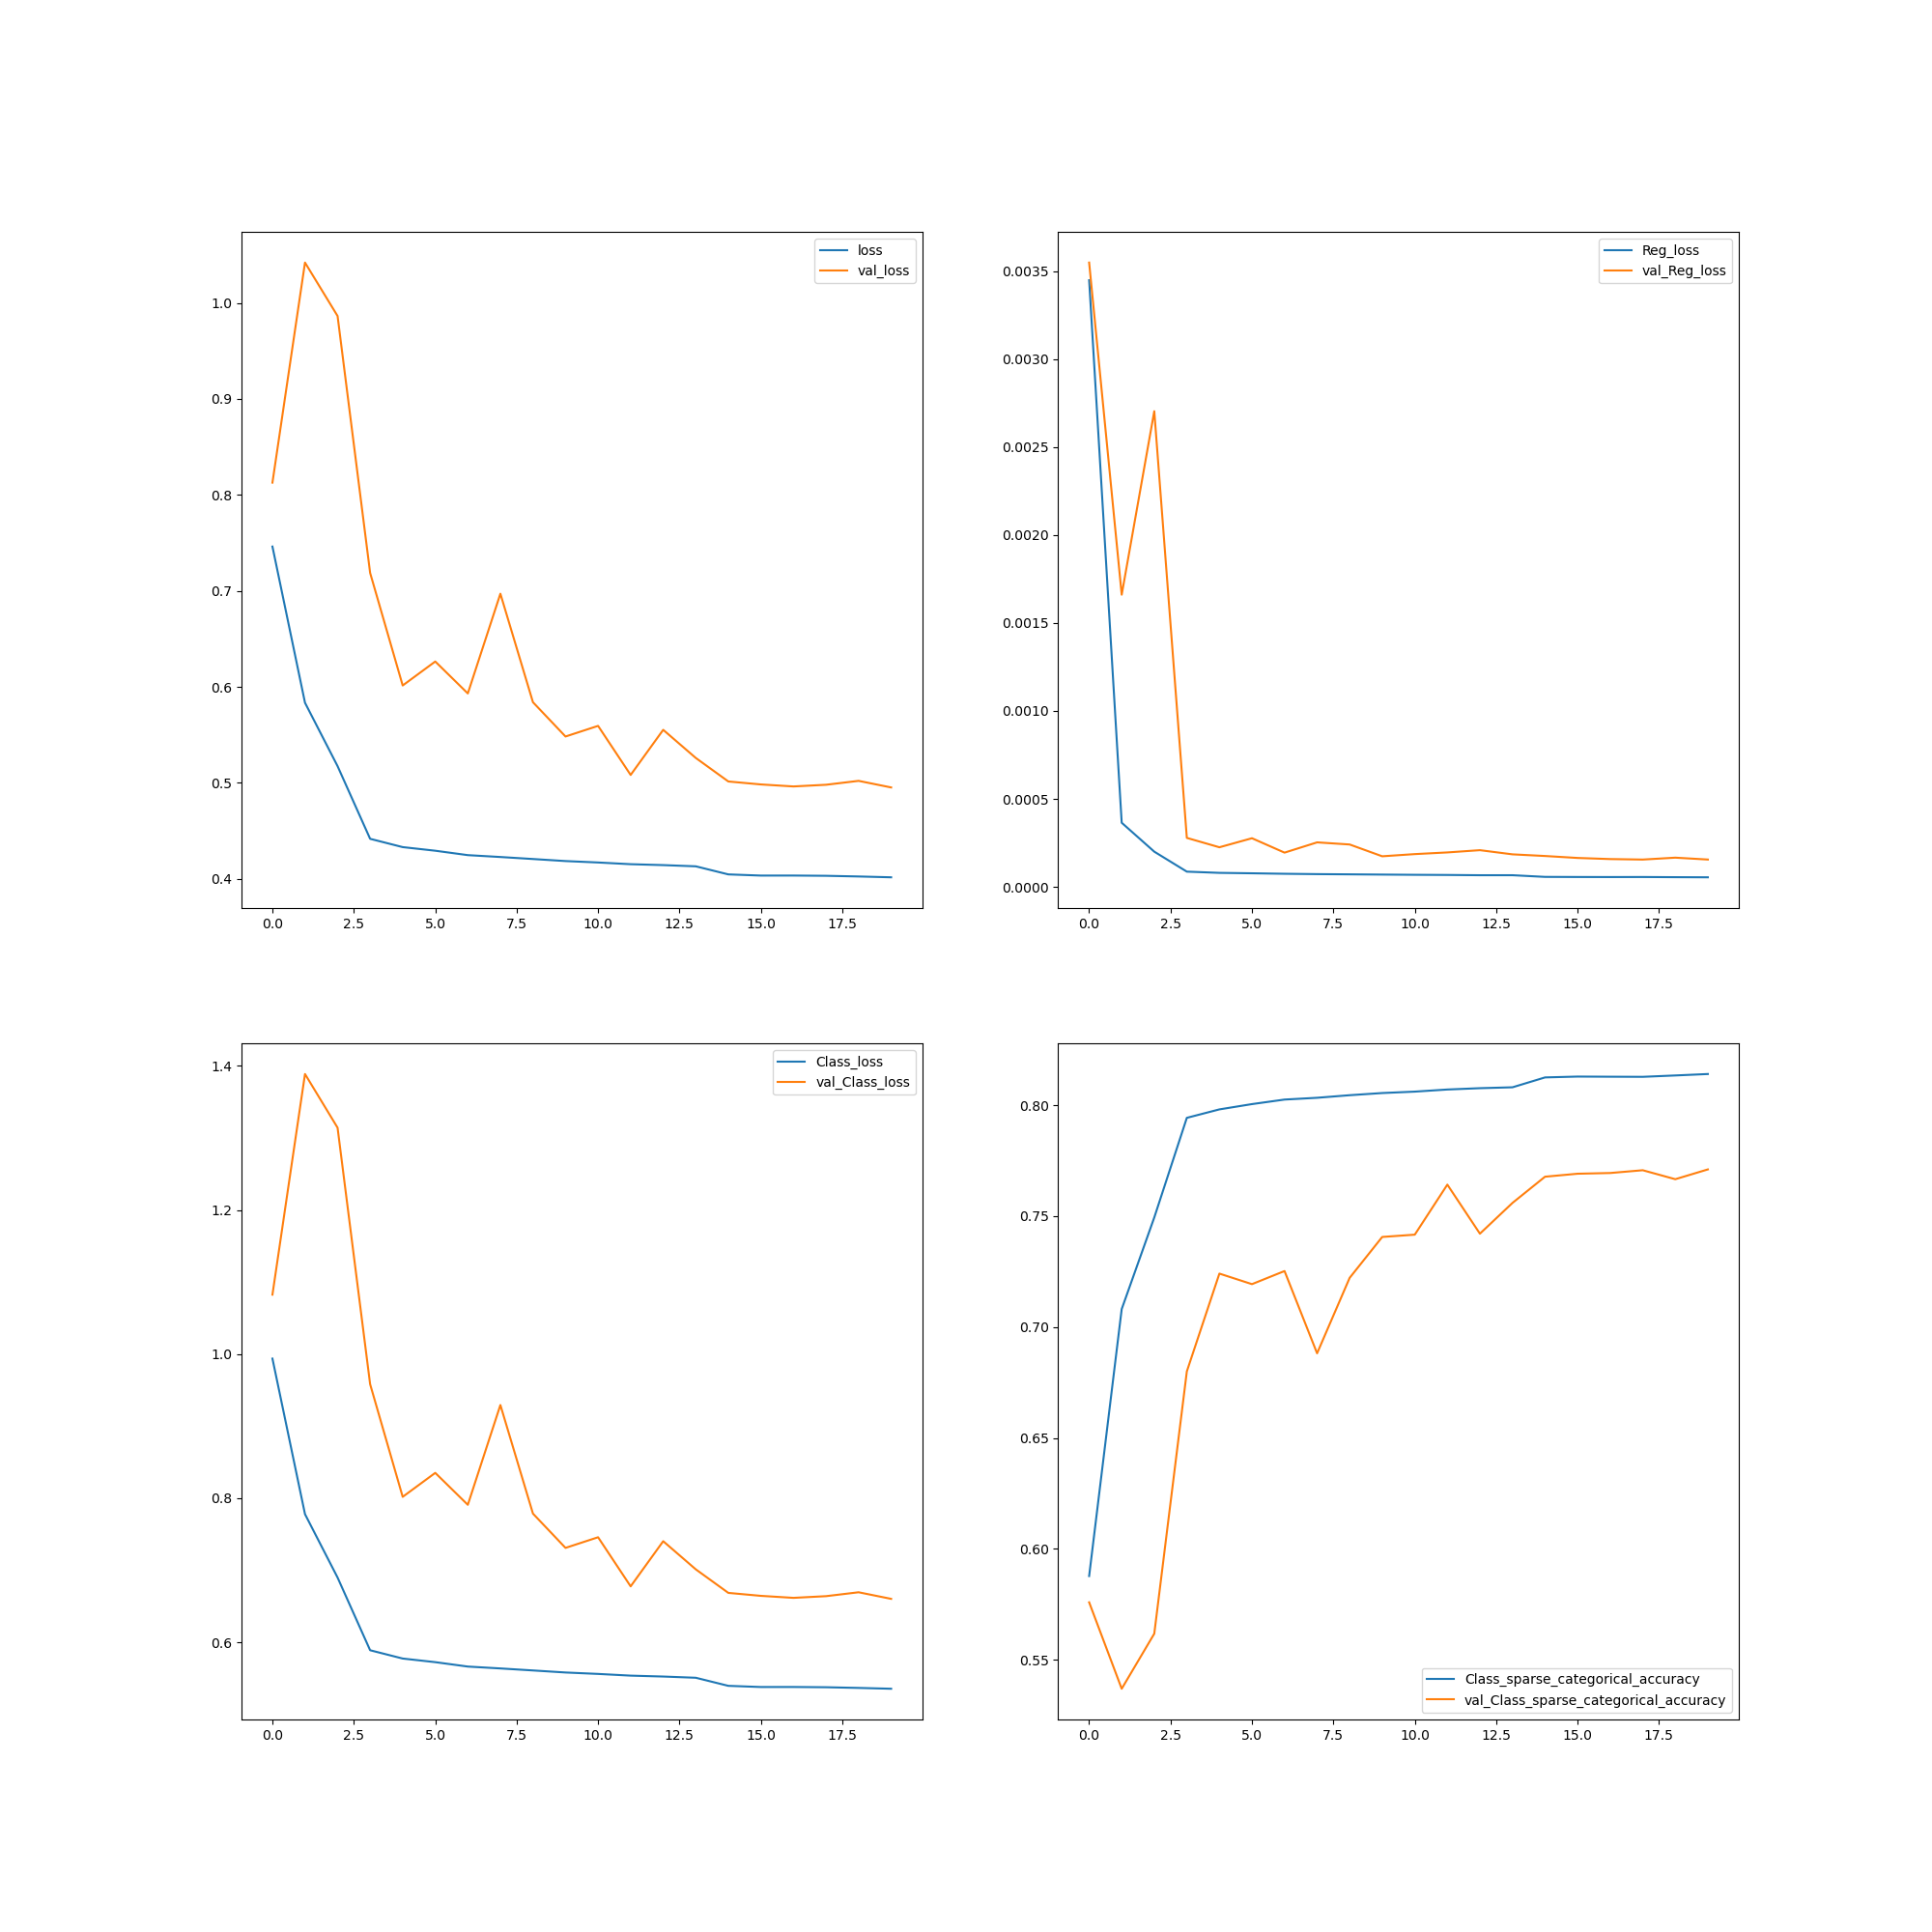 loss
val_loss
1.0
0.9
0.8
0.7
0.6
0.5
0.4
0.0 2.5 5.0 7.5 10.0 12.5 15.0 17.5
Reg_loss
val_Reg_loss
0.0035
0.0030
0.0025
0.0020
0.0015
0.0010
0.0005
0.0000
0.0 2.5 5.0 7.5 10.0 12.5 15.0 17.5
Class_loss
val_Class_loss
1.4
1.2
1.0
0.8
0.6
0.0 2.5 5.0 7.5 10.0 12.5 15.0 17.5
0.80
0.75
0.70
0.65
0.60
0.55
Class_sparse_categorical_accuracy
val_Class_sparse_categorical_accuracy
0.0 2.5 5.0 7.5 10.0 12.5 15.0 17.5